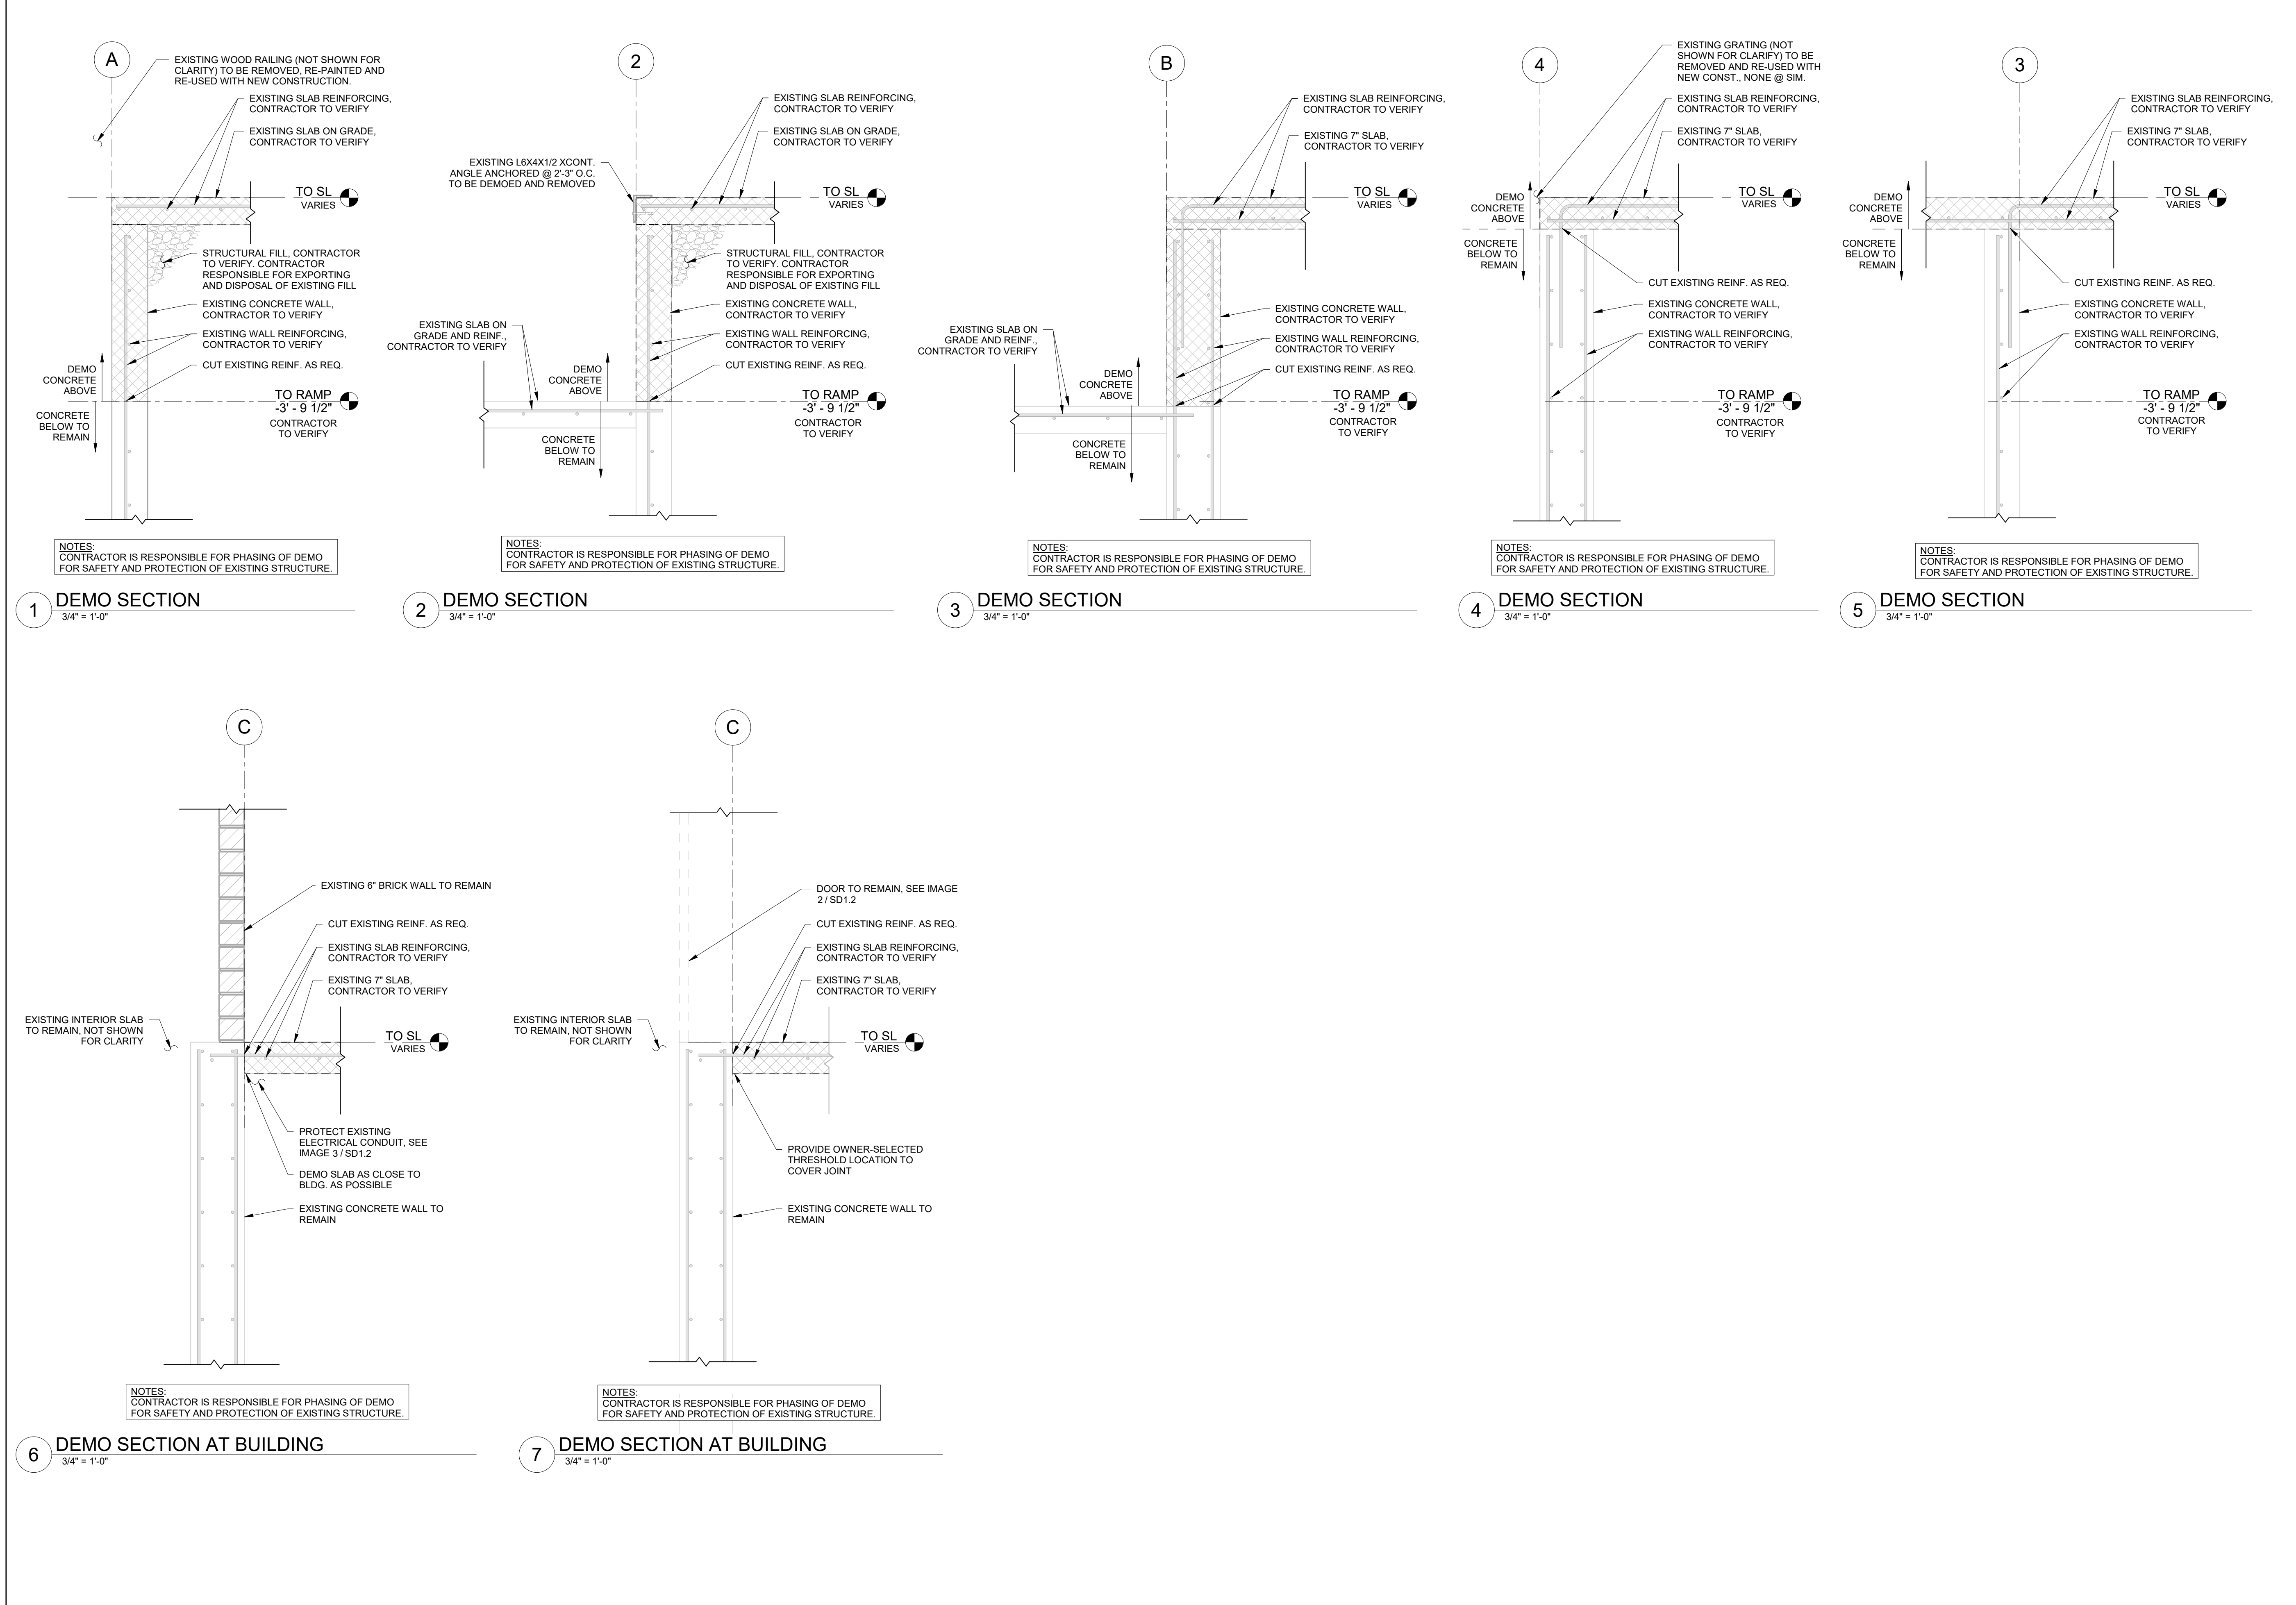 A
EXISTING WOOD RAILING (NOT SHOWN FOR
CLARITY) TO BE REMOVED, RE-PAINTED AND
RE-USED WITH NEW CONSTRUCTION.
EXISTING SLAB REINFORCING,
CONTRACTOR TO VERIFY
EXISTING SLAB ON GRADE,
CONTRACTOR TO VERIFY
TO SL
VARIES
STRUCTURAL FILL, CONTRACTOR
TO VERIFY. CONTRACTOR
RESPONSIBLE FOR EXPORTING
AND DISPOSAL OF EXISTING FILL
EXISTING CONCRETE WALL,
CONTRACTOR TO VERIFY
EXISTING WALL REINFORCING,
CONTRACTOR TO VERIFY
CUT EXISTING REINF. AS REQ.
DEMO
CONCRETE
ABOVE
CONCRETE
BELOW TO
REMAIN
TO RAMP
-3' - 9 1/2"
CONTRACTOR
TO VERIFY
NOTES:
CONTRACTOR IS RESPONSIBLE FOR PHASING OF DEMO
FOR SAFETY AND PROTECTION OF EXISTING STRUCTURE.
1
DEMO SECTION
3/4" = 1'-0"
2
EXISTING SLAB REINFORCING,
CONTRACTOR TO VERIFY
EXISTING SLAB ON GRADE,
CONTRACTOR TO VERIFY
EXISTING L6X4X1/2 XCONT.
ANGLE ANCHORED @ 2'-3" O.C.
TO BE DEMOED AND REMOVED
TO SL
VARIES
STRUCTURAL FILL, CONTRACTOR
TO VERIFY. CONTRACTOR
RESPONSIBLE FOR EXPORTING
AND DISPOSAL OF EXISTING FILL
EXISTING CONCRETE WALL,
CONTRACTOR TO VERIFY
EXISTING SLAB ON
GRADE AND REINF.,
CONTRACTOR TO VERIFY
EXISTING WALL REINFORCING,
CONTRACTOR TO VERIFY
CUT EXISTING REINF. AS REQ.
DEMO
CONCRETE
ABOVE
TO RAMP
-3' - 9 1/2"
CONTRACTOR
TO VERIFY
CONCRETE
BELOW TO
REMAIN
NOTES:
CONTRACTOR IS RESPONSIBLE FOR PHASING OF DEMO
FOR SAFETY AND PROTECTION OF EXISTING STRUCTURE.
2
DEMO SECTION
3/4" = 1'-0"
B
EXISTING SLAB REINFORCING,
CONTRACTOR TO VERIFY
EXISTING 7" SLAB,
CONTRACTOR TO VERIFY
TO SL
VARIES
EXISTING CONCRETE WALL,
CONTRACTOR TO VERIFY
EXISTING SLAB ON
GRADE AND REINF.,
CONTRACTOR TO VERIFY
EXISTING WALL REINFORCING,
CONTRACTOR TO VERIFY
CUT EXISTING REINF. AS REQ.
DEMO
CONCRETE
ABOVE
TO RAMP
-3' - 9 1/2"
CONTRACTOR
TO VERIFY
CONCRETE
BELOW TO
REMAIN
NOTES:
CONTRACTOR IS RESPONSIBLE FOR PHASING OF DEMO
FOR SAFETY AND PROTECTION OF EXISTING STRUCTURE.
3
DEMO SECTION
3/4" = 1'-0"
4
EXISTING GRATING (NOT
SHOWN FOR CLARIFY) TO BE
REMOVED AND RE-USED WITH
NEW CONST., NONE @ SIM.
EXISTING SLAB REINFORCING,
CONTRACTOR TO VERIFY
EXISTING 7" SLAB,
CONTRACTOR TO VERIFY
TO SL
VARIES
DEMO
CONCRETE
ABOVE
CONCRETE
BELOW TO
REMAIN
CUT EXISTING REINF. AS REQ.
EXISTING CONCRETE WALL,
CONTRACTOR TO VERIFY
EXISTING WALL REINFORCING,
CONTRACTOR TO VERIFY
TO RAMP
-3' - 9 1/2"
CONTRACTOR
TO VERIFY
NOTES:
CONTRACTOR IS RESPONSIBLE FOR PHASING OF DEMO
FOR SAFETY AND PROTECTION OF EXISTING STRUCTURE.
4
DEMO SECTION
3/4" = 1'-0"
3
EXISTING SLAB REINFORCING,
CONTRACTOR TO VERIFY
EXISTING 7" SLAB,
CONTRACTOR TO VERIFY
TO SL
VARIES
DEMO
CONCRETE
ABOVE
CONCRETE
BELOW TO
REMAIN
CUT EXISTING REINF. AS REQ.
EXISTING CONCRETE WALL,
CONTRACTOR TO VERIFY
EXISTING WALL REINFORCING,
CONTRACTOR TO VERIFY
TO RAMP
-3' - 9 1/2"
CONTRACTOR
TO VERIFY
NOTES:
CONTRACTOR IS RESPONSIBLE FOR PHASING OF DEMO
FOR SAFETY AND PROTECTION OF EXISTING STRUCTURE.
5
DEMO SECTION
3/4" = 1'-0"
C
EXISTING 6" BRICK WALL TO REMAIN
CUT EXISTING REINF. AS REQ.
EXISTING SLAB REINFORCING,
CONTRACTOR TO VERIFY
EXISTING 7" SLAB,
CONTRACTOR TO VERIFY
EXISTING INTERIOR SLAB
TO REMAIN, NOT SHOWN
FOR CLARITY
TO SL
VARIES
PROTECT EXISTING
ELECTRICAL CONDUIT, SEE
IMAGE 3 / SD1.2
DEMO SLAB AS CLOSE TO
BLDG. AS POSSIBLE
EXISTING CONCRETE WALL TO
REMAIN
NOTES:
CONTRACTOR IS RESPONSIBLE FOR PHASING OF DEMO
FOR SAFETY AND PROTECTION OF EXISTING STRUCTURE.
6
DEMO SECTION AT BUILDING
3/4" = 1'-0"
C
DOOR TO REMAIN, SEE IMAGE
2 / SD1.2
CUT EXISTING REINF. AS REQ.
EXISTING SLAB REINFORCING,
CONTRACTOR TO VERIFY
EXISTING 7" SLAB,
CONTRACTOR TO VERIFY
EXISTING INTERIOR SLAB
TO REMAIN, NOT SHOWN
FOR CLARITY
TO SL
VARIES
PROVIDE OWNER-SELECTED
THRESHOLD LOCATION TO
COVER JOINT
EXISTING CONCRETE WALL TO
REMAIN
NOTES:
CONTRACTOR IS RESPONSIBLE FOR PHASING OF DEMO
FOR SAFETY AND PROTECTION OF EXISTING STRUCTURE.
7
DEMO SECTION AT BUILDING
3/4" = 1'-0"